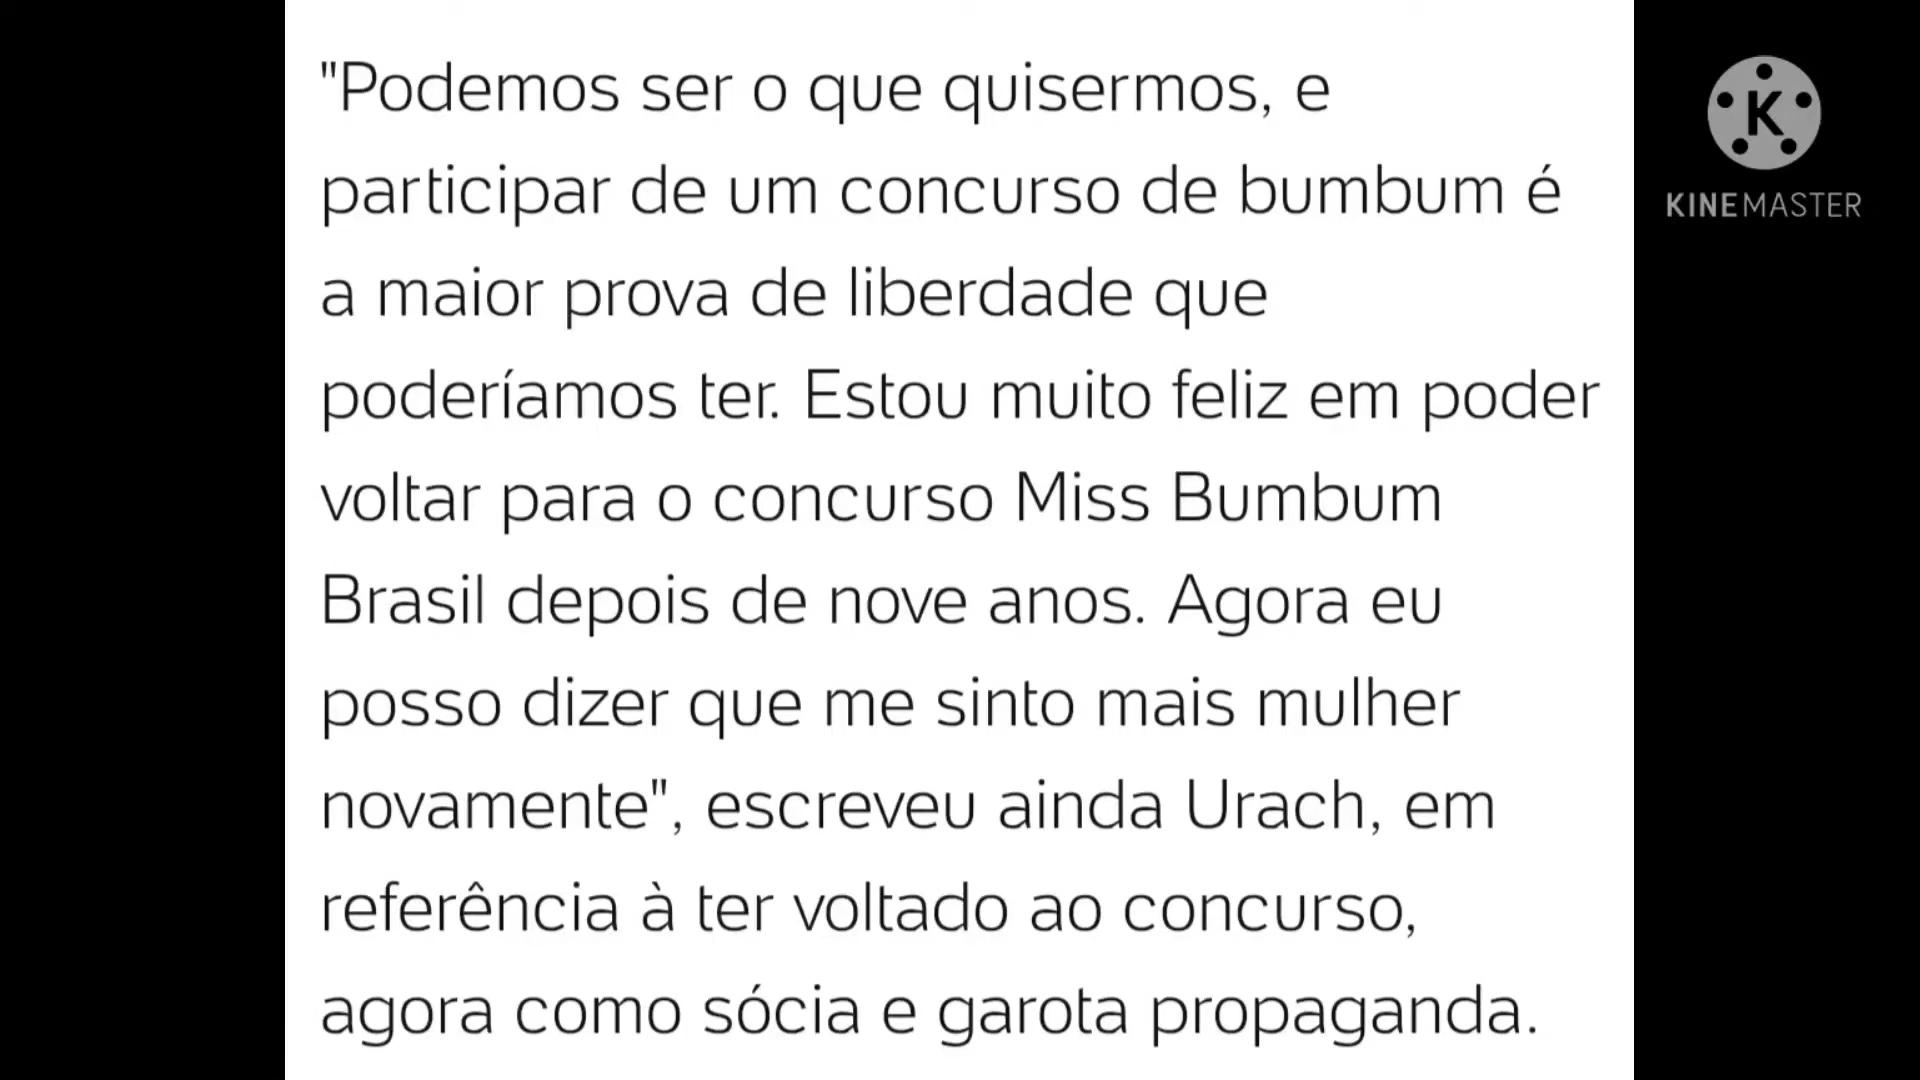 "Podemos ser o que quisermos, e
participar de um concurso de bumbum é
a maior prova de liberdade que
poderíamos ter. Estou muito feliz em poder
voltar para o concurso Miss Bumbum
Brasil depois de nove anos. Agora eu
posso dizer que me sinto mais mulher
novamente", escreveu ainda Urach, em
referência à ter voltado ao concurso,
agora como sócia e garota propaganda.
K
KINEMASTER